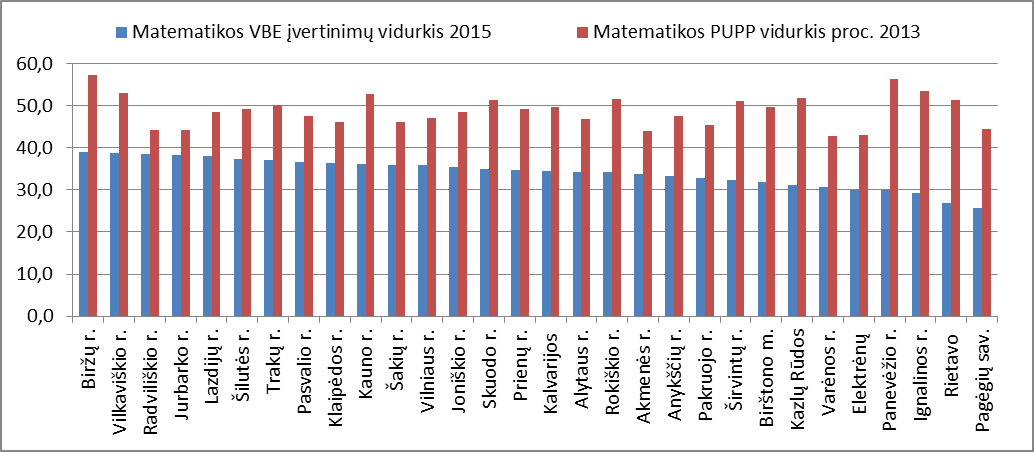 Matematikos VBE įvertinimų vidurkis 2015 Matematikos PUPP vidurkis proc. 2013
60,0
50,0
40,0
30,0
20,0
10,0
0,0
Biržų r.
Vilkaviškio r.
Radviliškio r.
Jurbarko r.
Lazdijų r.
Šilutės r.
Trakų r.
Pasvalio r.
Klaipėdos r.
Kauno r.
Šakių r.
Vilniaus r.
Joniškio r.
Skuodo r.
Prienų r.
Kalvarijos
Alytaus r.
Rokiškio r.
Akmenės r.
Anykščių r.
Pakruojo r.
Širvintų r.
Birštono m.
Kazlų Rūdos
Varėnos r.
Elektrėnų
Panevėžio r.
Ignalinos r.
Rietavo
Pagėgių sav.